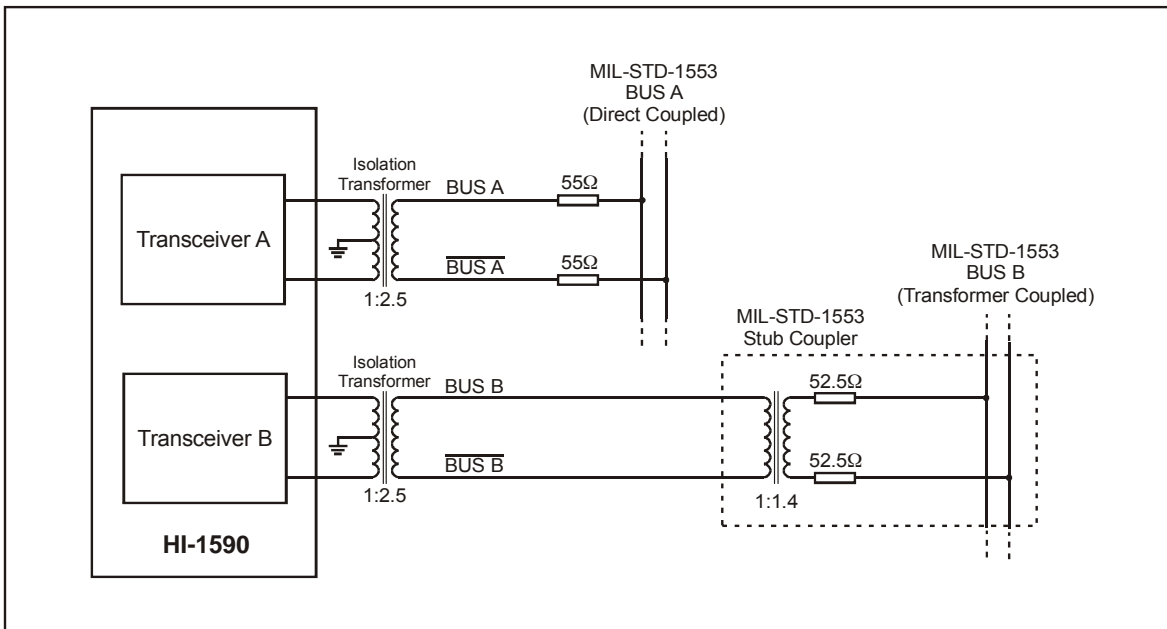 MIL-STD-1553
BUS A
(Direct Coupled)
Isolation
Transformer
BUS A
55Ω
Transceiver A
BUS A
55Ω
1:2.5
MIL-STD-1553
BUS B
(Transformer Coupled)
MIL-STD-1553
Stub Coupler
Isolation
Transformer
BUS B
52.5Ω
Transceiver B
BUS B
52.5Ω
1:2.5
1:1.4
HI-1590